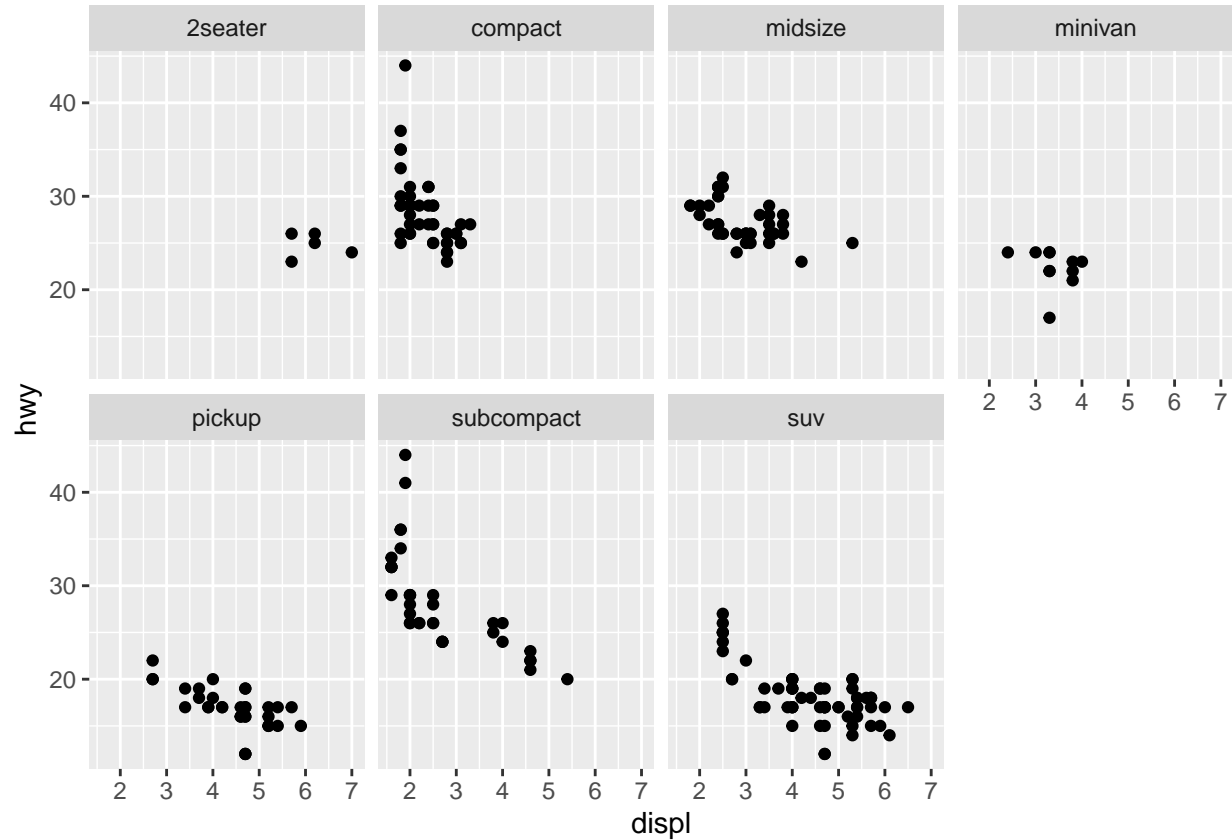 2seater compact midsize minivan
40
30
20
2 3 4 5 6 7
pickup subcompact suv
40
30
20
2 3 4 5 6 7 2 3 4 5 6 7 2 3 4 5 6 7
displ
hwy